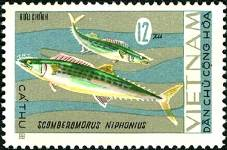 BƯU CHÍNH
12 xu
VIETNAM
DÂN CHỦ CỘNG HÒA
CÁ THU
SCOMBEROMORUS NIPHONIUS